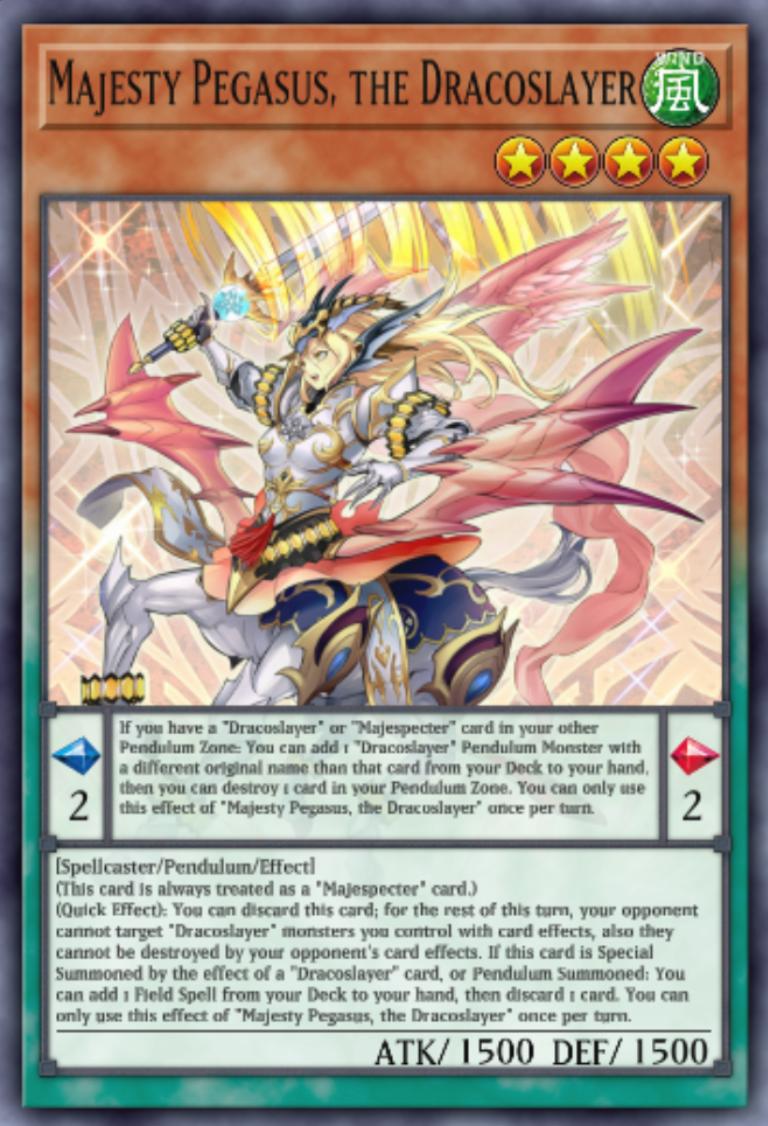 MAJESTY PEGASUS, THE DRACOSLAYER
WIND
風
If you have a "Dracoslayer" or "Majespecter" card in your other
Pendulum Zone: You can add 1 "Dracoslayer" Pendulum Monster with
a different original name than that card from your Deck to your hand,
then you can destroy 1 card in your Pendulum Zone. You can only use
this effect of "Majesty Pegasus, the Dracoslayer" once per turn.
2
2
[Spellcaster/Pendulum/Effect]
(This card is always treated as a "Majespecter" card.)
(Quick Effect): You can discard this card; for the rest of this turn, your opponent
cannot target "Dracoslayer" monsters you control with card effects, also they
cannot be destroyed by your opponent's card effects. If this card is Special
Summoned by the effect of a "Dracoslayer" card, or Pendulum Summoned: You
can add 1 Field Spell from your Deck to your hand, then discard 1 card. You can
only use this effect of "Majesty Pegasus, the Dracoslayer" once per turn.
ATK/ 1500 DEF/ 1500